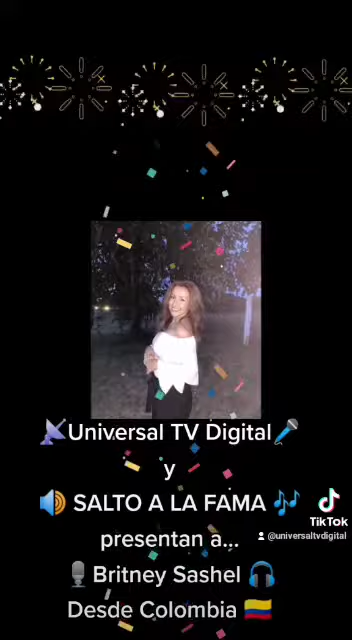 📡Universal TV Digital🎤
y
🔊 SALTO A LA FAMA 🎶
presentan a...
🎙️Britney Sashel 🎧
Desde Colombia 🇨🇴
TikTok
@universaltvdigital